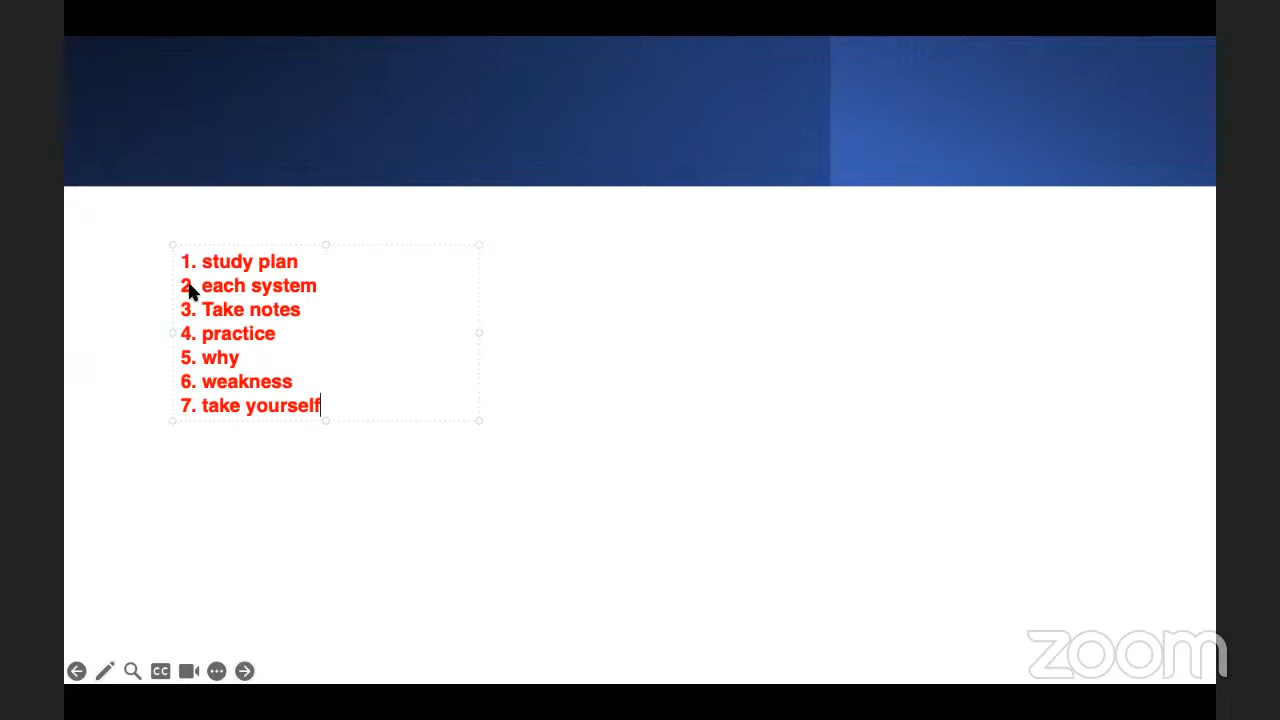 1. study plan
2. each system
3. Take notes
4. practice
5. why
6. weakness
7. take yourself
CC
zoom